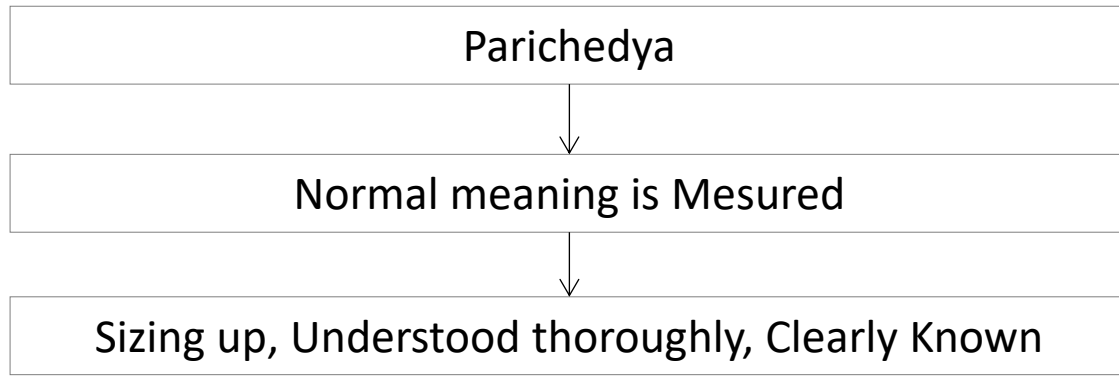 Parichedya
Normal meaning is Mesured
Sizing up, Understood thoroughly, Clearly Known